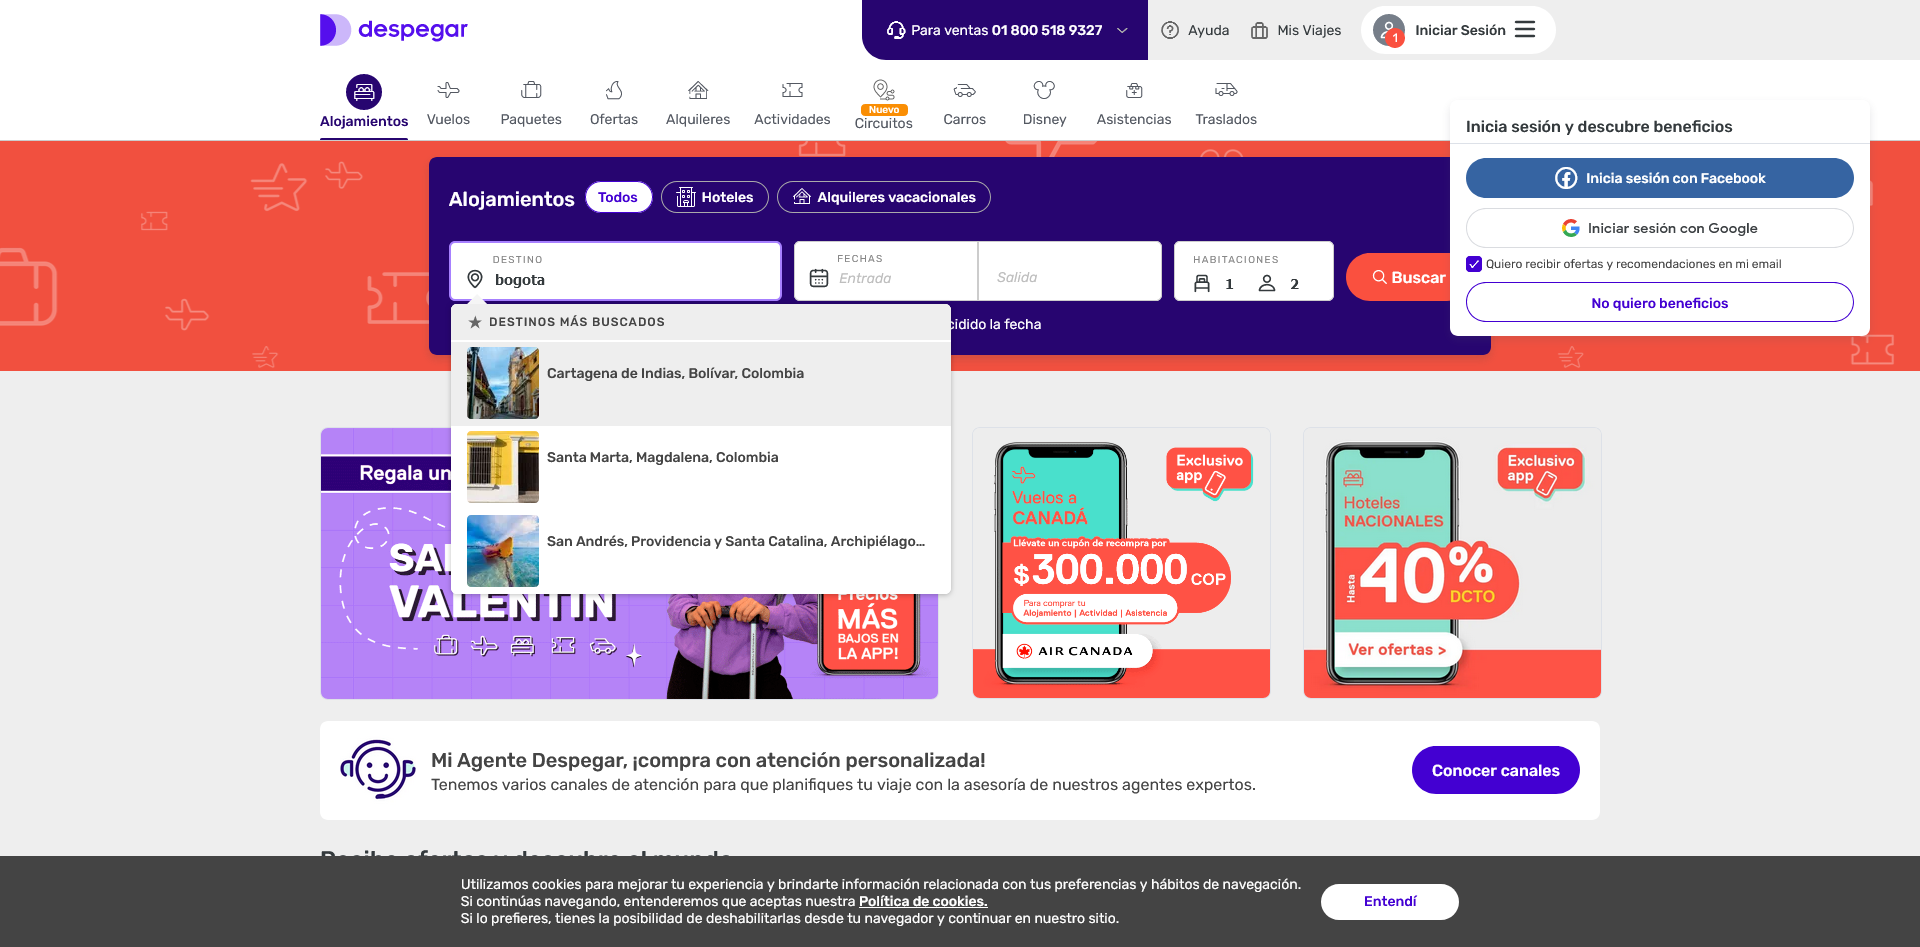 despegar
Para ventas 01 800 518 9327
Ayuda
Mis Viajes
1
Iniciar Sesión
Alojamientos
Vuelos
Paquetes
Ofertas
Alquileres
Actividades
Nuevo
Circuitos
Carros
Disney
Asistencias
Traslados
Inicia sesión y descubre beneficios
Inicia sesión con Facebook
Iniciar sesión con Google
Quiero recibir ofertas y recomendaciones en mi email
No quiero beneficios
Alojamientos
Todos
Hoteles
Alquileres vacacionales
DESTINO
bogota
FECHAS
Entrada
Salida
HABITACIONES
1
2
Buscar
cidido la fecha
DESTINOS MÁS BUSCADOS
Cartagena de Indias, Bolívar, Colombia
Santa Marta, Magdalena, Colombia
San Andrés, Providencia y Santa Catalina, Archipiélago...
Regala un
SA
VALENTÍN
Precios
MÁS
BAJOS EN
LA APP!
Exclusivo
app
Vuelos a
CANADÁ
Llévate un cupón de recompra por
$300.000 COP
Para comprar tu
Alojamiento | Actividad | Asistencia
AIR CANADA
Exclusivo
app
Hoteles
NACIONALES
Hasta
40%
DCTO
Ver ofertas >
Mi Agente Despegar, ¡compra con atención personalizada!
Tenemos varios canales de atención para que planifiques tu viaje con la asesoría de nuestros agentes expertos.
Conocer canales
Recibe ofertas y descubre el mundo
Utilizamos cookies para mejorar tu experiencia y brindarte información relacionada con tus preferencias y hábitos de navegación.
Si continúas navegando, entenderemos que aceptas nuestra Política de cookies.
Si lo prefieres, tienes la posibilidad de deshabilitarlas desde tu navegador y continuar en nuestro sitio.
Entendí